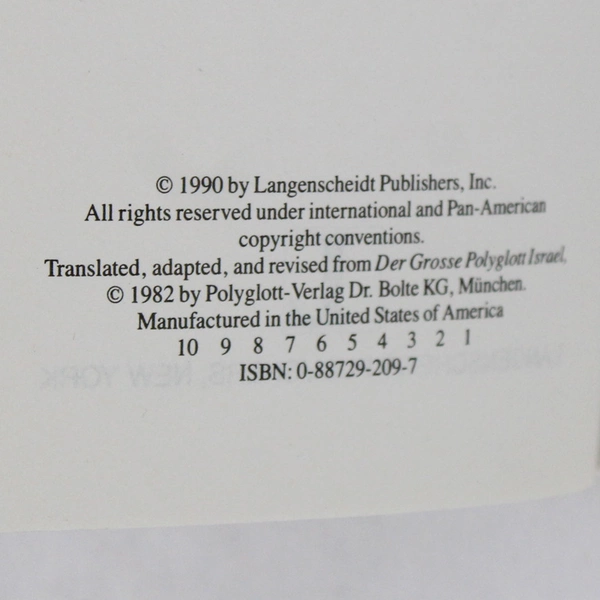 © 1990 by Langenscheidt Publishers, Inc.
All rights reserved under international and Pan-American
copyright conventions.
Translated, adapted, and revised from Der Grosse Polyglott Israel,
© 1982 by Polyglott-Verlag Dr. Bolte KG, München.
Manufactured in the United States of America
10 9 8 7 6 5 4 3 2 1
ISBN: 0-88729-209-7